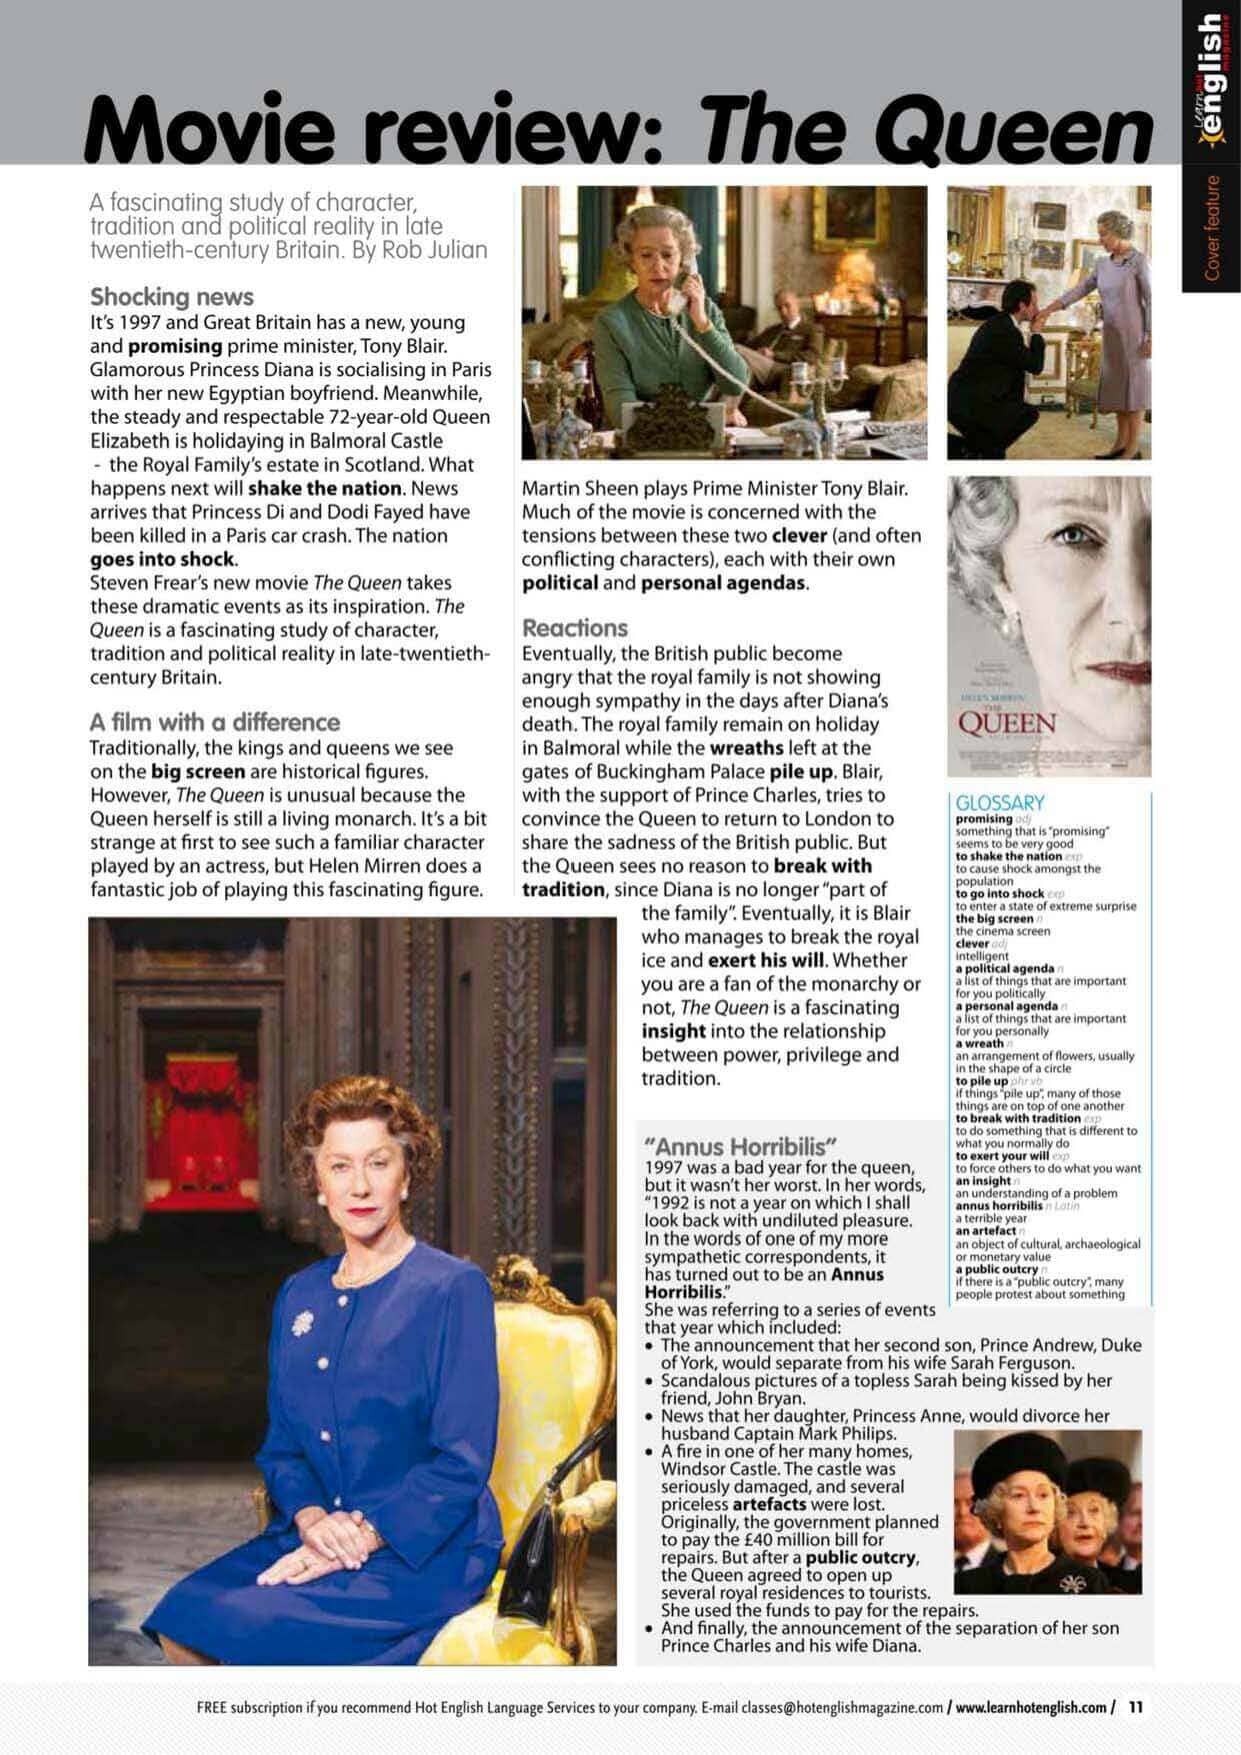 Learn hot
english
magazine
Cover feature
Movie review: The Queen
A fascinating study of character,
tradition and political reality in late
twentieth-century Britain. By Rob Julian
Shocking news
It's 1997 and Great Britain has a new, young
and promising prime minister, Tony Blair.
Glamorous Princess Diana is socialising in Paris
with her new Egyptian boyfriend. Meanwhile,
the steady and respectable 72-year-old Queen
Elizabeth is holidaying in Balmoral Castle
- the Royal Family's estate in Scotland. What
happens next will shake the nation. News
arrives that Princess Di and Dodi Fayed have
been killed in a Paris car crash. The nation
goes into shock.
Steven Frear's new movie The Queen takes
these dramatic events as its inspiration. The
Queen is a fascinating study of character,
tradition and political reality in late-twentieth-
century Britain.
A film with a difference
Traditionally, the kings and queens we see
on the big screen are historical figures.
However, The Queen is unusual because the
Queen herself is still a living monarch. It's a bit
strange at first to see such a familiar character
played by an actress, but Helen Mirren does a
fantastic job of playing this fascinating figure.
Martin Sheen plays Prime Minister Tony Blair.
Much of the movie is concerned with the
tensions between these two clever (and often
conflicting characters), each with their own
political and personal agendas.
Reactions
Eventually, the British public become
angry that the royal family is not showing
enough sympathy in the days after Diana's
death. The royal family remain on holiday
in Balmoral while the wreaths left at the
gates of Buckingham Palace pile up. Blair,
with the support of Prince Charles, tries to
convince the Queen to return to London to
share the sadness of the British public. But
the Queen sees no reason to break with
tradition, since Diana is no longer "part of
the family". Eventually, it is Blair
who manages to break the royal
ice and exert his will. Whether
you are a fan of the monarchy or
not, The Queen is a fascinating
insight into the relationship
between power, privilege and
tradition.
HELEN MIRREN
THE
QUEEN
GLOSSARY
promising adj
something that is "promising"
seems to be very good
to shake the nation exp
to cause shock amongst the
population
to go into shock exp
to enter a state of extreme surprise
the big screen n
the cinema screen
clever adj
intelligent
a political agenda n
a list of things that are important
for you politically
a personal agenda n
a list of things that are important
for you personally
a wreath n
an arrangement of flowers, usually
in the shape of a circle
to pile up phr vb
if things "pile up", many of those
things are on top of one another
to break with tradition exp
to do something that is different to
what you normally do
to exert your will exp
to force others to do what you want
an insight n
an understanding of a problem
annus horribilis n Latin
a terrible year
an artefact n
an object of cultural, archaeological
or monetary value
a public outcry n
if there is a "public outcry", many
people protest about something
"Annus Horribilis"
1997 was a bad year for the queen,
but it wasn't her worst. In her words,
"1992 is not a year on which I shall
look back with undiluted pleasure.
In the words of one of my more
sympathetic correspondents, it
has turned out to be an Annus
Horribilis."
She was referring to a series of events
that year which included:
• The announcement that her second son, Prince Andrew, Duke
of York, would separate from his wife Sarah Ferguson.
• Scandalous pictures of a topless Sarah being kissed by her
friend, John Bryan.
• News that her daughter, Princess Anne, would divorce her
husband Captain Mark Philips.
• A fire in one of her many homes,
Windsor Castle. The castle was
seriously damaged, and several
priceless artefacts were lost.
Originally, the government planned
to pay the £40 million bill for
repairs. But after a public outcry,
the Queen agreed to open up
several royal residences to tourists.
She used the funds to pay for the repairs.
• And finally, the announcement of the separation of her son
Prince Charles and his wife Diana.
FREE subscription if you recommend Hot English Language Services to your company. E-mail classes@hotenglishmagazine.com / www.learnhotenglish.com / 11